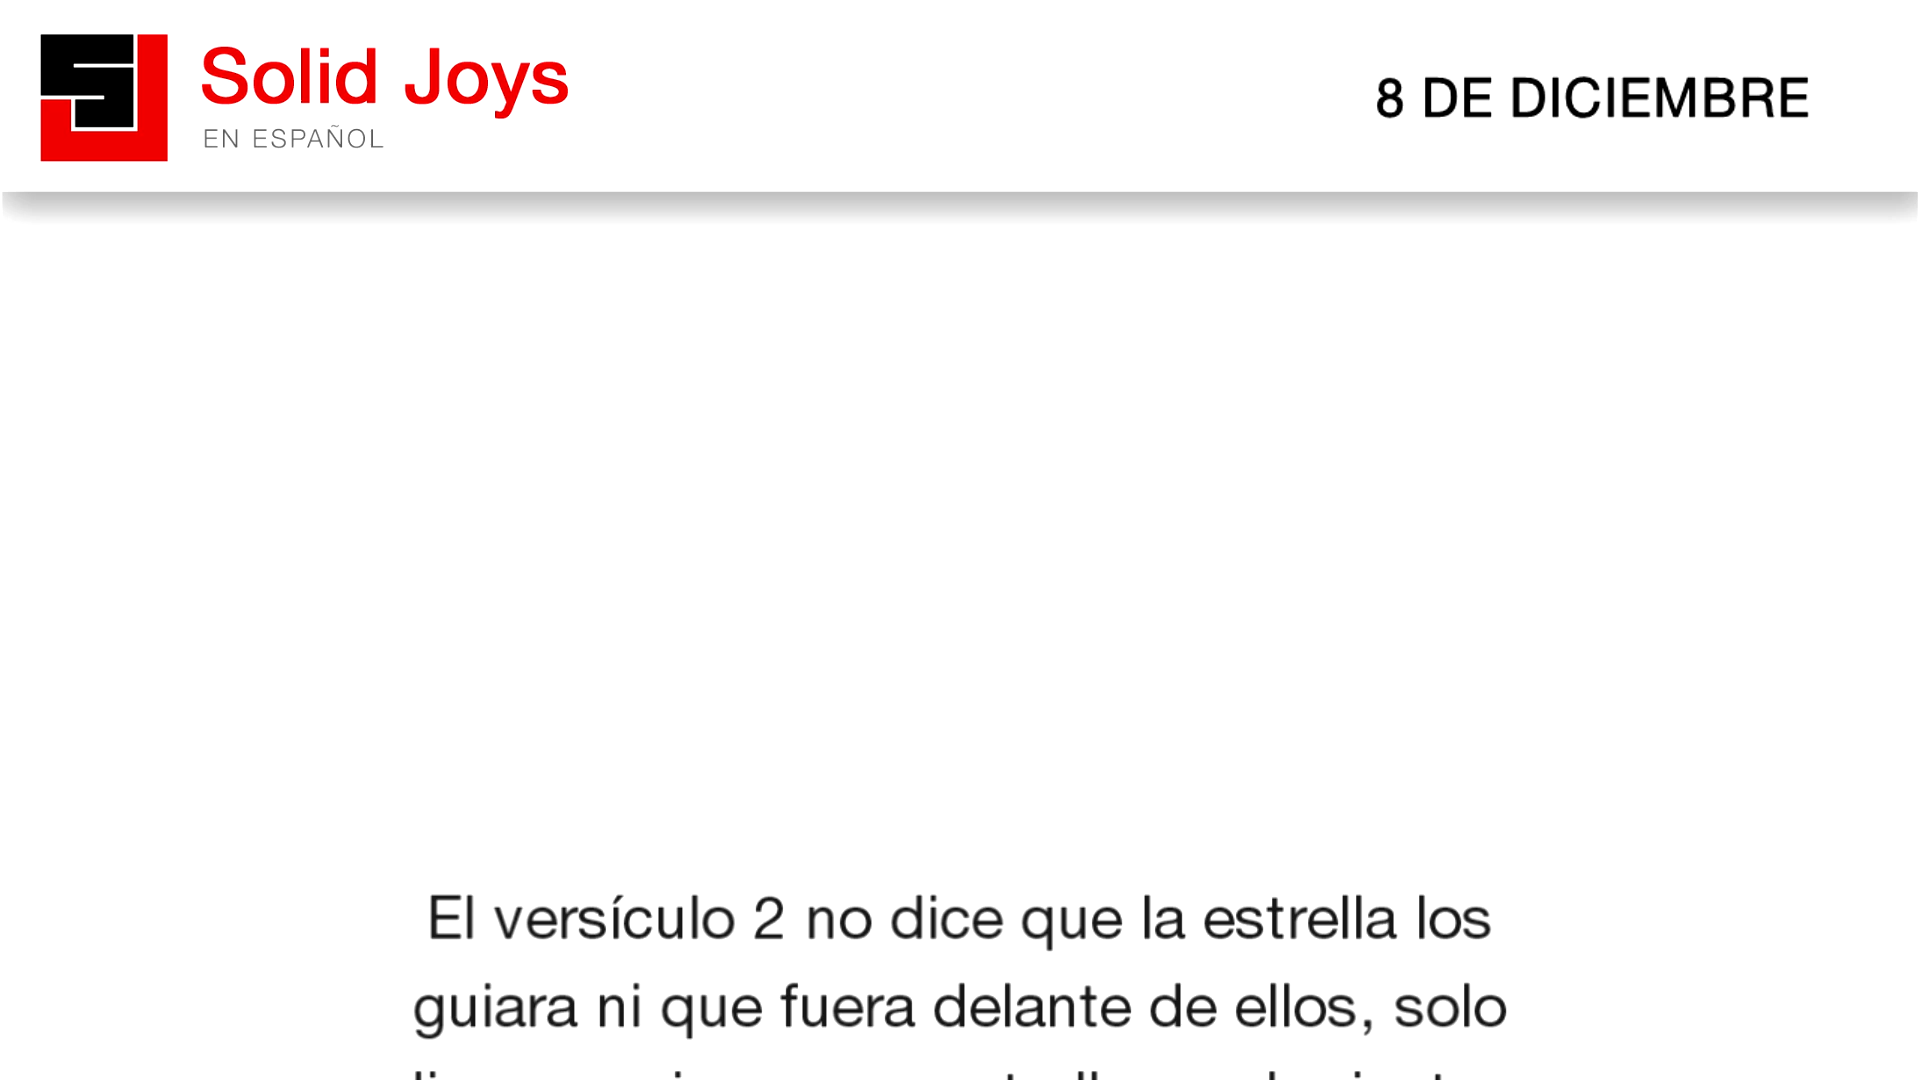 Solid Joys
EN ESPAÑOL
8 DE DICIEMBRE
El versículo 2 no dice que la estrella los
guiara ni que fuera delante de ellos, solo